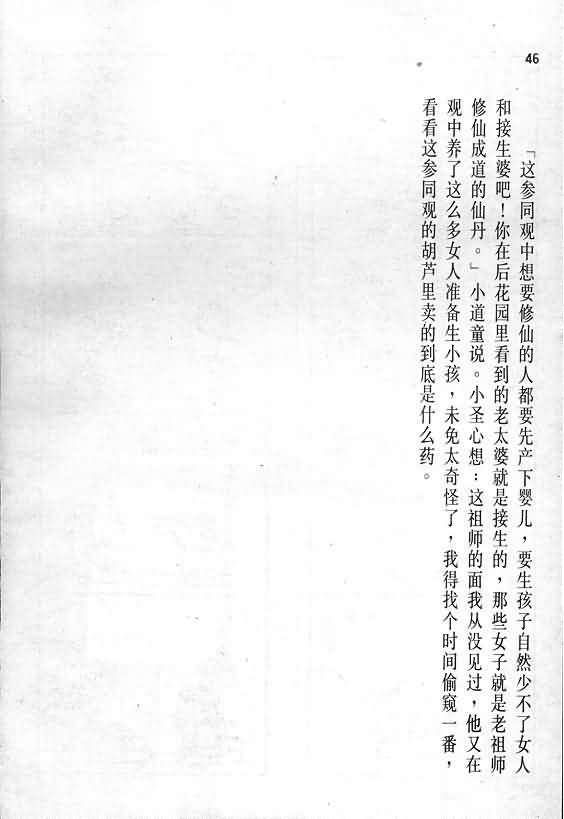 46
「这参同观中想要修仙的人都要先产下婴儿，要生孩子自然少不了女人
和接生婆吧！你在后花园里看到的老太婆就是接生的，那些女子就是老祖师
修仙成道的仙丹。」小道童说。小圣心想：这祖师的面我从没见过，他又在
观中养了这么多女人准备生小孩，未免太奇怪了，我得找个时间偷窥一番，
看看这参同观的胡芦里卖的到底是什么药。